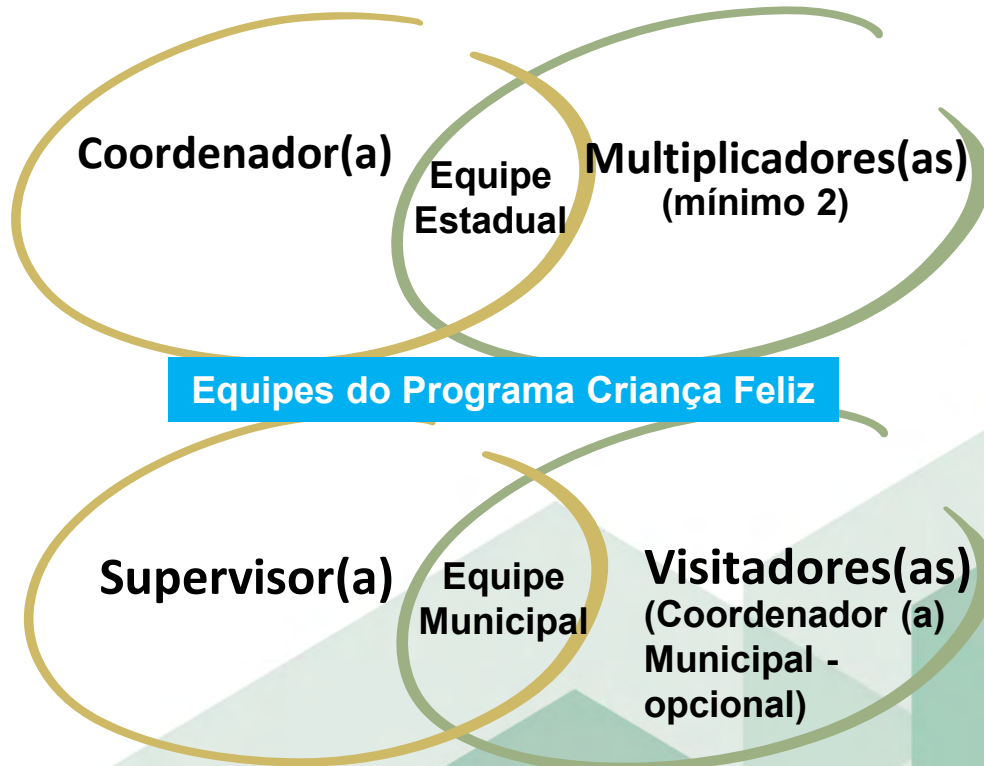 Coordenador(a)
Equipe
Estadual
Multiplicadores(as)
(mínimo 2)
Equipes do Programa Criança Feliz
Supervisor(a)
Equipe
Municipal
Visitadores(as)
(Coordenador (a)
Municipal -
opcional)